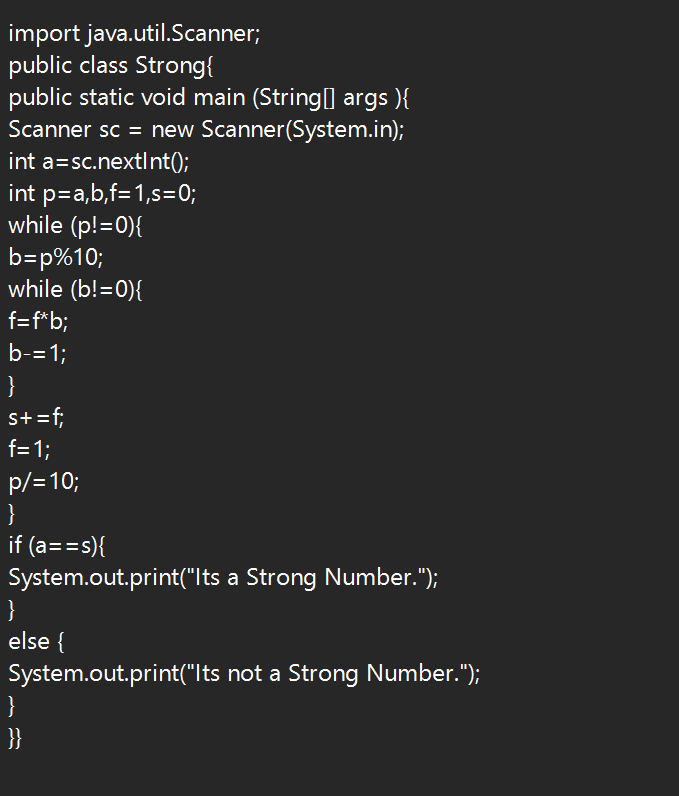 import java.util.Scanner;
public class Strong{
public static void main (String[] args ){
Scanner sc = new Scanner(System.in);
int a=sc.nextInt();
int p=a,b,f=1,s=0;
while (p!=0){
b=p%10;
while (b!=0){
f=f*b;
b-=1;
}
s+=f;
f=1;
p/=10;
}
if (a==s){
System.out.print("Its a Strong Number.");
}
else {
System.out.print("Its not a Strong Number.");
}
}}